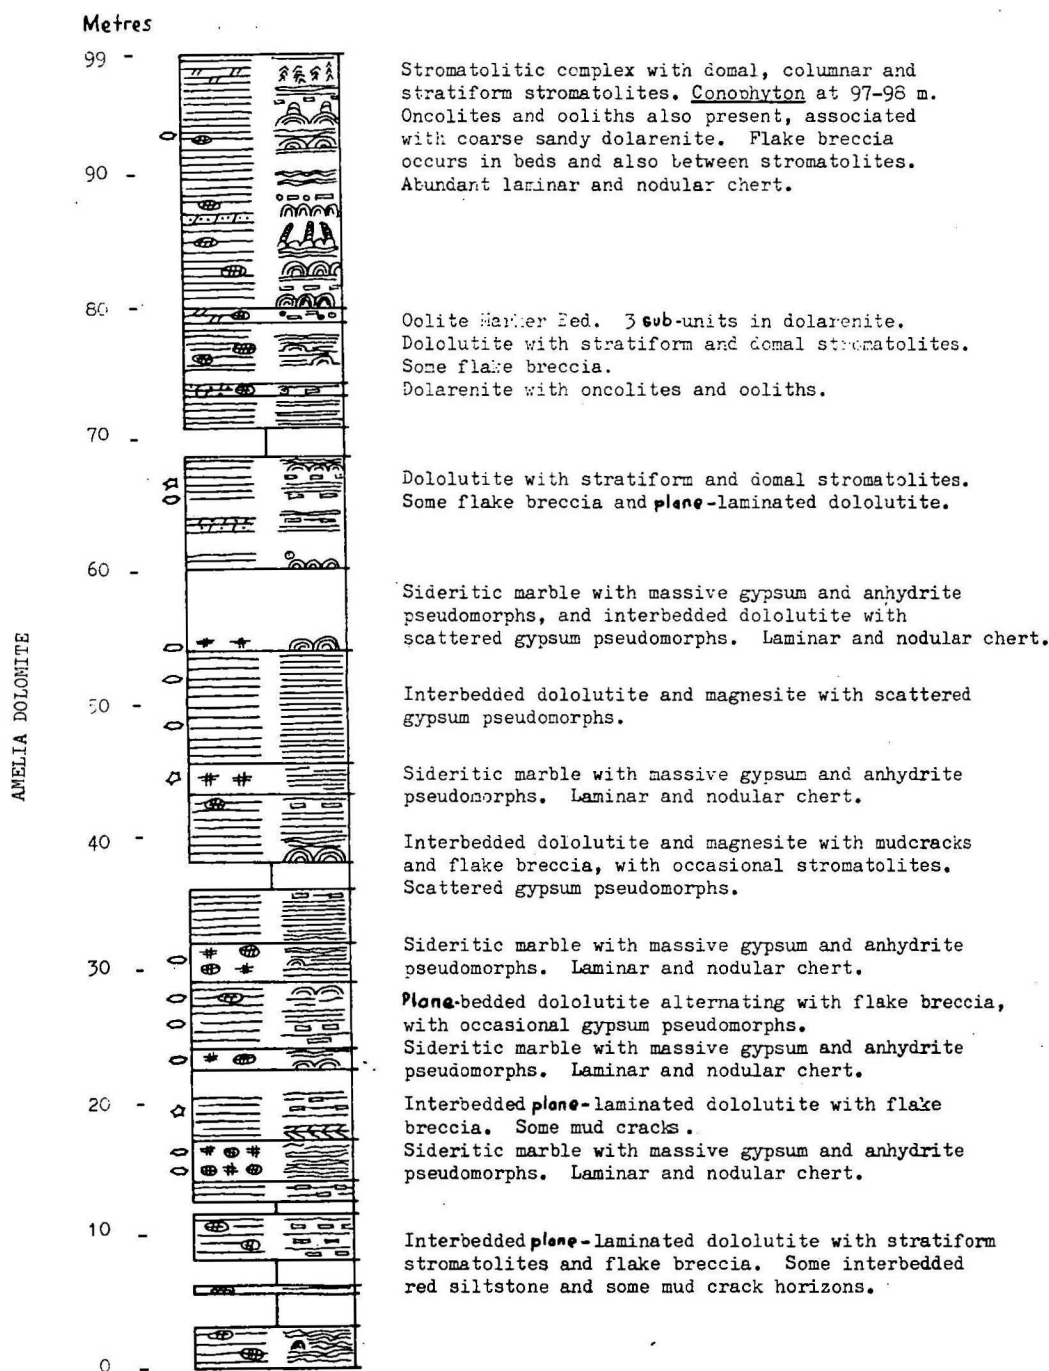 Metres
99
Stromatolitic complex with domal, columnar and
stratiform stromatolites. Conophyton at 97-98 m.
Oncolites and ooliths also present, associated
with coarse sandy dolarenite. Flake breccia
occurs in beds and also between stromatolites.
Abundant laminar and nodular chert.
90
80
Oolite Marker Bed. 3 sub-units in dolarenite.
Dololutite with stratiform and domal stromatolites.
Some flake breccia.
Dolarenite with oncolites and ooliths.
70
Dololutite with stratiform and domal stromatolites.
Some flake breccia and plane-laminated dololutite.
60
Sideritic marble with massive gypsum and anhydrite
pseudomorphs, and interbedded dololutite with
scattered gypsum pseudomorphs. Laminar and nodular chert.
AMELIA DOLOMITE
50
Interbedded dololutite and magnesite with scattered
gypsum pseudomorphs.
Sideritic marble with massive gypsum and anhydrite
pseudomorphs. Laminar and nodular chert.
40
Interbedded dololutite and magnesite with mudcracks
and flake breccia, with occasional stromatolites.
Scattered gypsum pseudomorphs.
30
Sideritic marble with massive gypsum and anhydrite
pseudomorphs. Laminar and nodular chert.
Plane-bedded dololutite alternating with flake breccia,
with occasional gypsum pseudomorphs.
Sideritic marble with massive gypsum and anhydrite
pseudomorphs. Laminar and nodular chert.
20
Interbedded plane-laminated dololutite with flake
breccia. Some mud cracks.
Sideritic marble with massive gypsum and anhydrite
pseudomorphs. Laminar and nodular chert.
10
Interbedded plane-laminated dololutite with stratiform
stromatolites and flake breccia. Some interbedded
red siltstone and some mud crack horizons.
0